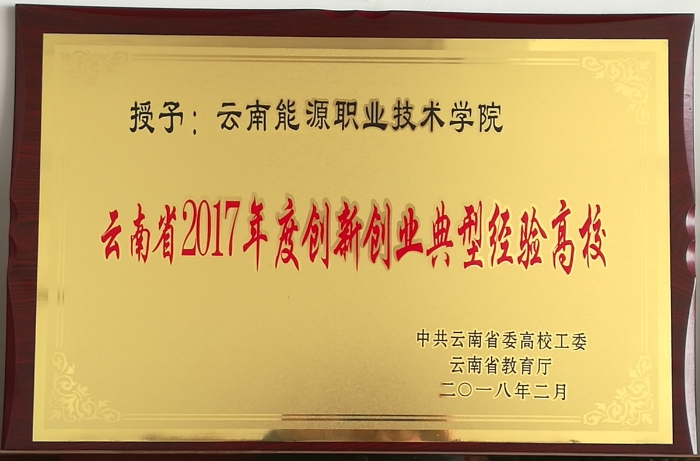 授予：云南能源职业技术学院
云南省2017年度创新创业典型经验高校
中共云南省委高校工委
云南省教育厅
二〇一八年二月